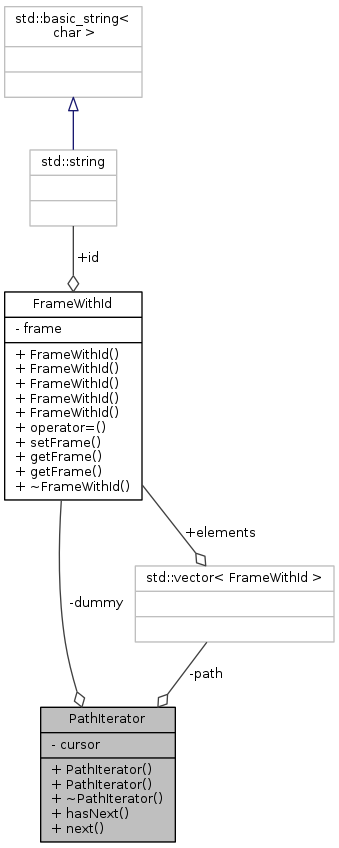 std::basic_string<
char >
std::string
+id
FrameWithId
- frame
+ FrameWithId()
+ FrameWithId()
+ FrameWithId()
+ FrameWithId()
+ FrameWithId()
+ operator=()
+ setFrame()
+ getFrame()
+ getFrame()
+ ~FrameWithId()
+elements
std::vector< FrameWithId >
-dummy
-path
PathIterator
- cursor
+ PathIterator()
+ PathIterator()
+ ~PathIterator()
+ hasNext()
+ next()